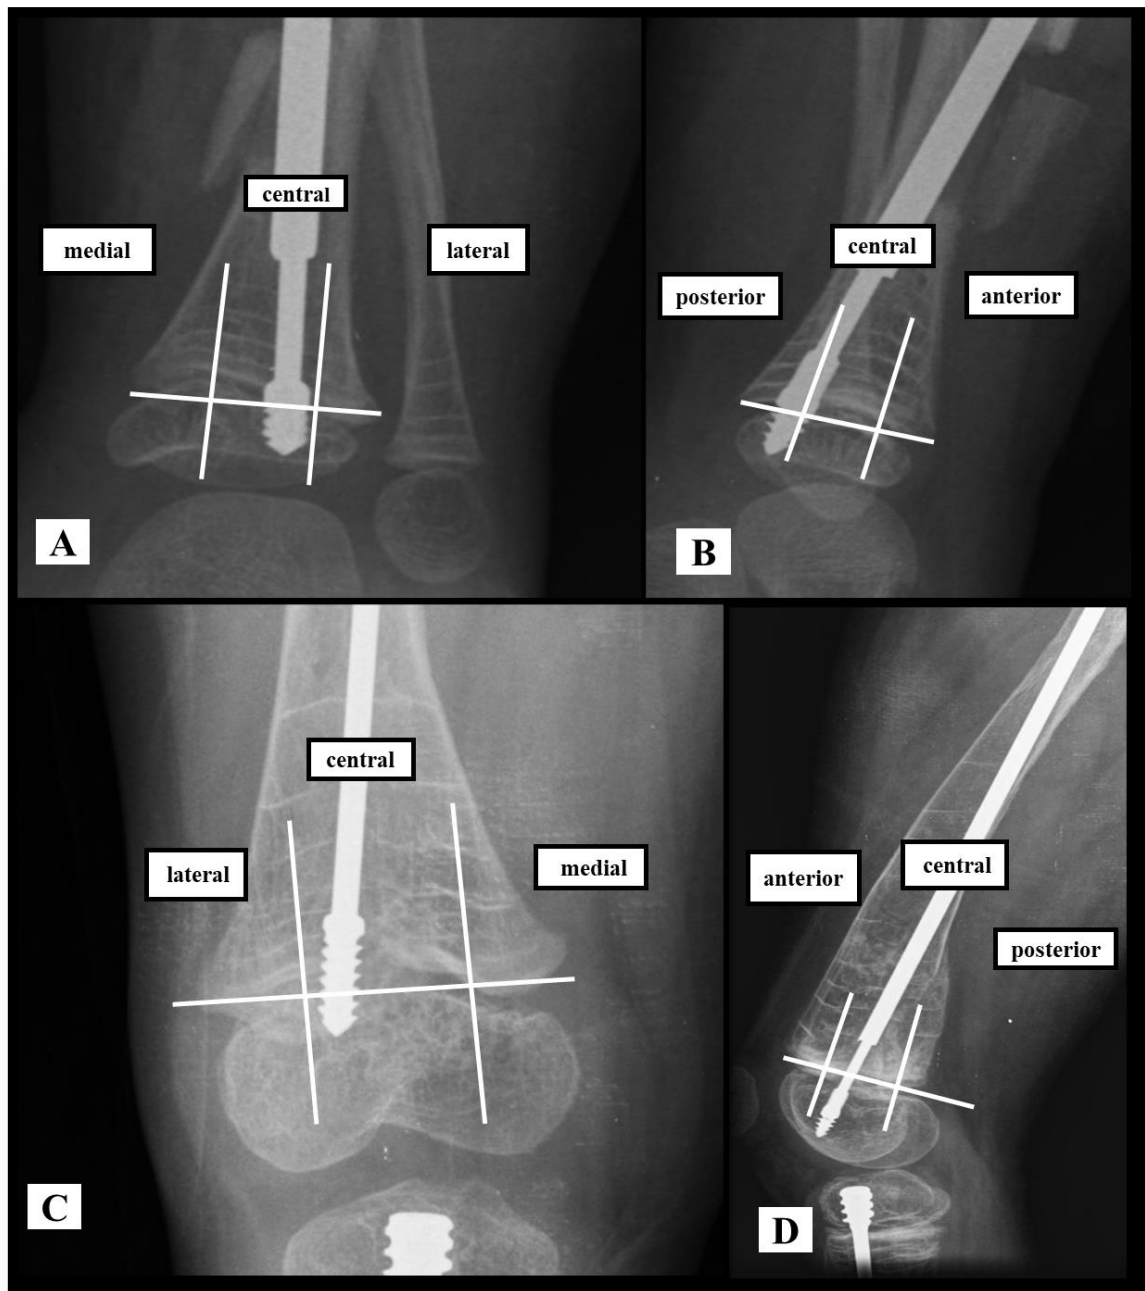 central
medial
lateral
A
central
posterior
anterior
B
central
lateral
medial
C
central
anterior
posterior
D